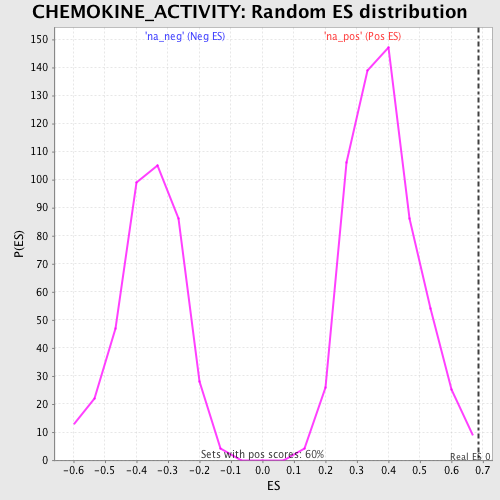 CHEMOKINE_ACTIVITY: Random ES distribution
'na_neg' (Neg ES) 'na_pos' (Pos ES)
150
140
130
120
110
100
90
80
70
60
50
40
30
20
10
0
P(ES)
Sets with pos scores: 60%
Real ES 0
−0.6 −0.5 −0.4 −0.3 −0.2 −0.1 0.0 0.1 0.2 0.3 0.4 0.5 0.6 0.7
ES